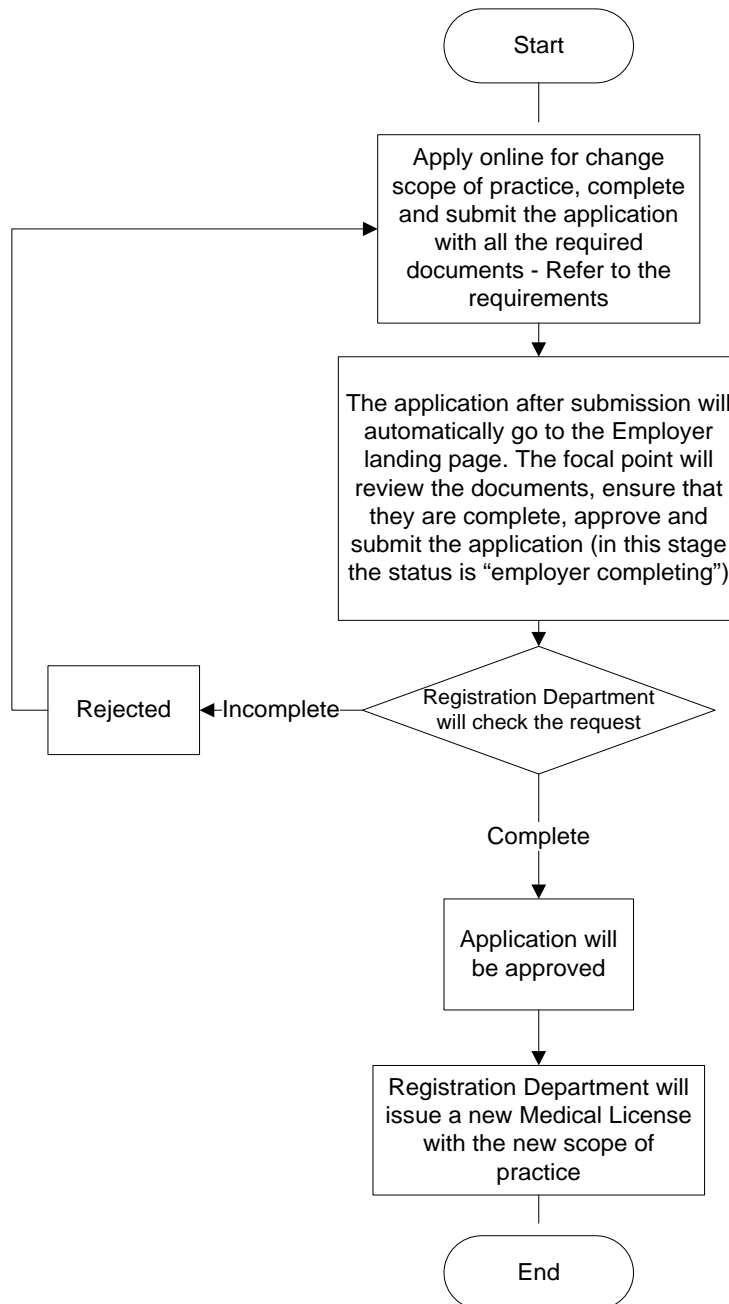 Start
Apply online for change
scope of practice, complete
and submit the application
with all the required
documents - Refer to the
requirements
The application after submission will
automatically go to the Employer
landing page. The focal point will
review the documents, ensure that
they are complete, approve and
submit the application (in this stage
the status is “employer completing”)
Registration Department
will check the request
Incomplete
Rejected
Complete
Application will
be approved
Registration Department will
issue a new Medical License
with the new scope of
practice
End